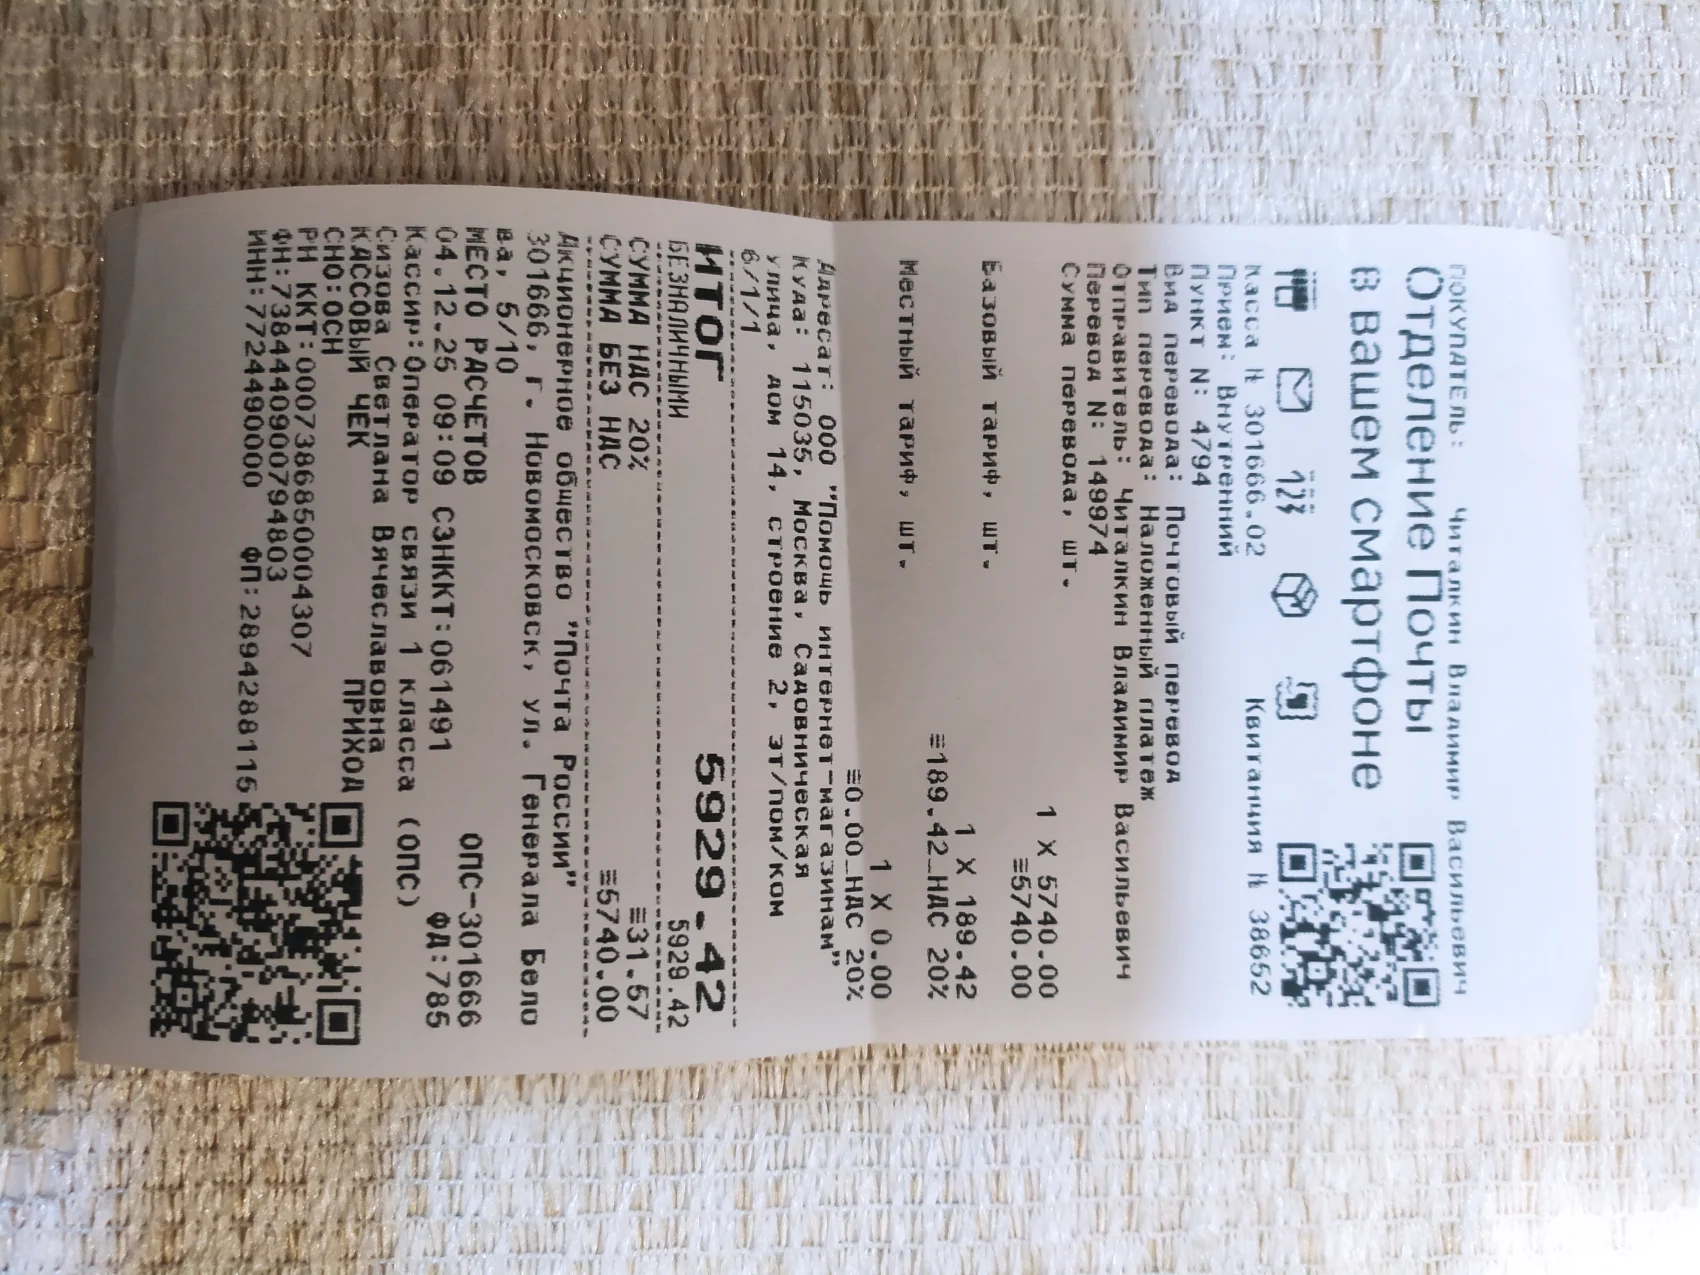 ПОКУПАТЕЛЬ: Читалкин Владимир Васильевич
Отделение Почты
в вашем смартфоне
Касса № 301666.02 Квитанция № 38652
Прием: Внутренний
Пункт N: 4794
Вид перевода: Почтовый перевод
Тип перевода: Наложенный платеж
Отправитель: Читалкин Владимир Васильевич
Перевод N: 149974
Сумма перевода, шт.
1 X 5740.00
≡5740.00
Базовый тариф, шт.
1 X 189.42
≡189.42_НДС 20%
Местный тариф, шт.
1 X 0.00
≡0.00_НДС 20%
Адресат: ООО "Помощь интернет-магазинам"
Куда: 115035, Москва, Садовническая
улица, дом 14, строение 2, эт/пом/ком
6/1/1
ИТОГ 5929.42
БЕЗНАЛИЧНЫМИ 5929.42
СУММА НДС 20% ≡31.57
СУММА БЕЗ НДС ≡5740.00
Акционерное общество "Почта России"
301666, г. Новомосковск, ул. Генерала Бело
ва, 5/10
МЕСТО РАСЧЕТОВ ОПС-301666
04.12.25 09:09 СЗНККТ:061491 ФД:785
Кассир:Оператор связи 1 класса (ОПС)
Сизова Светлана Вячеславовна
КАССОВЫЙ ЧЕК ПРИХОД
СНО:ОСН
РН ККТ:0007386850004307
ФН:7384440900794803
ИНН:7724490000 ФП:2894288115